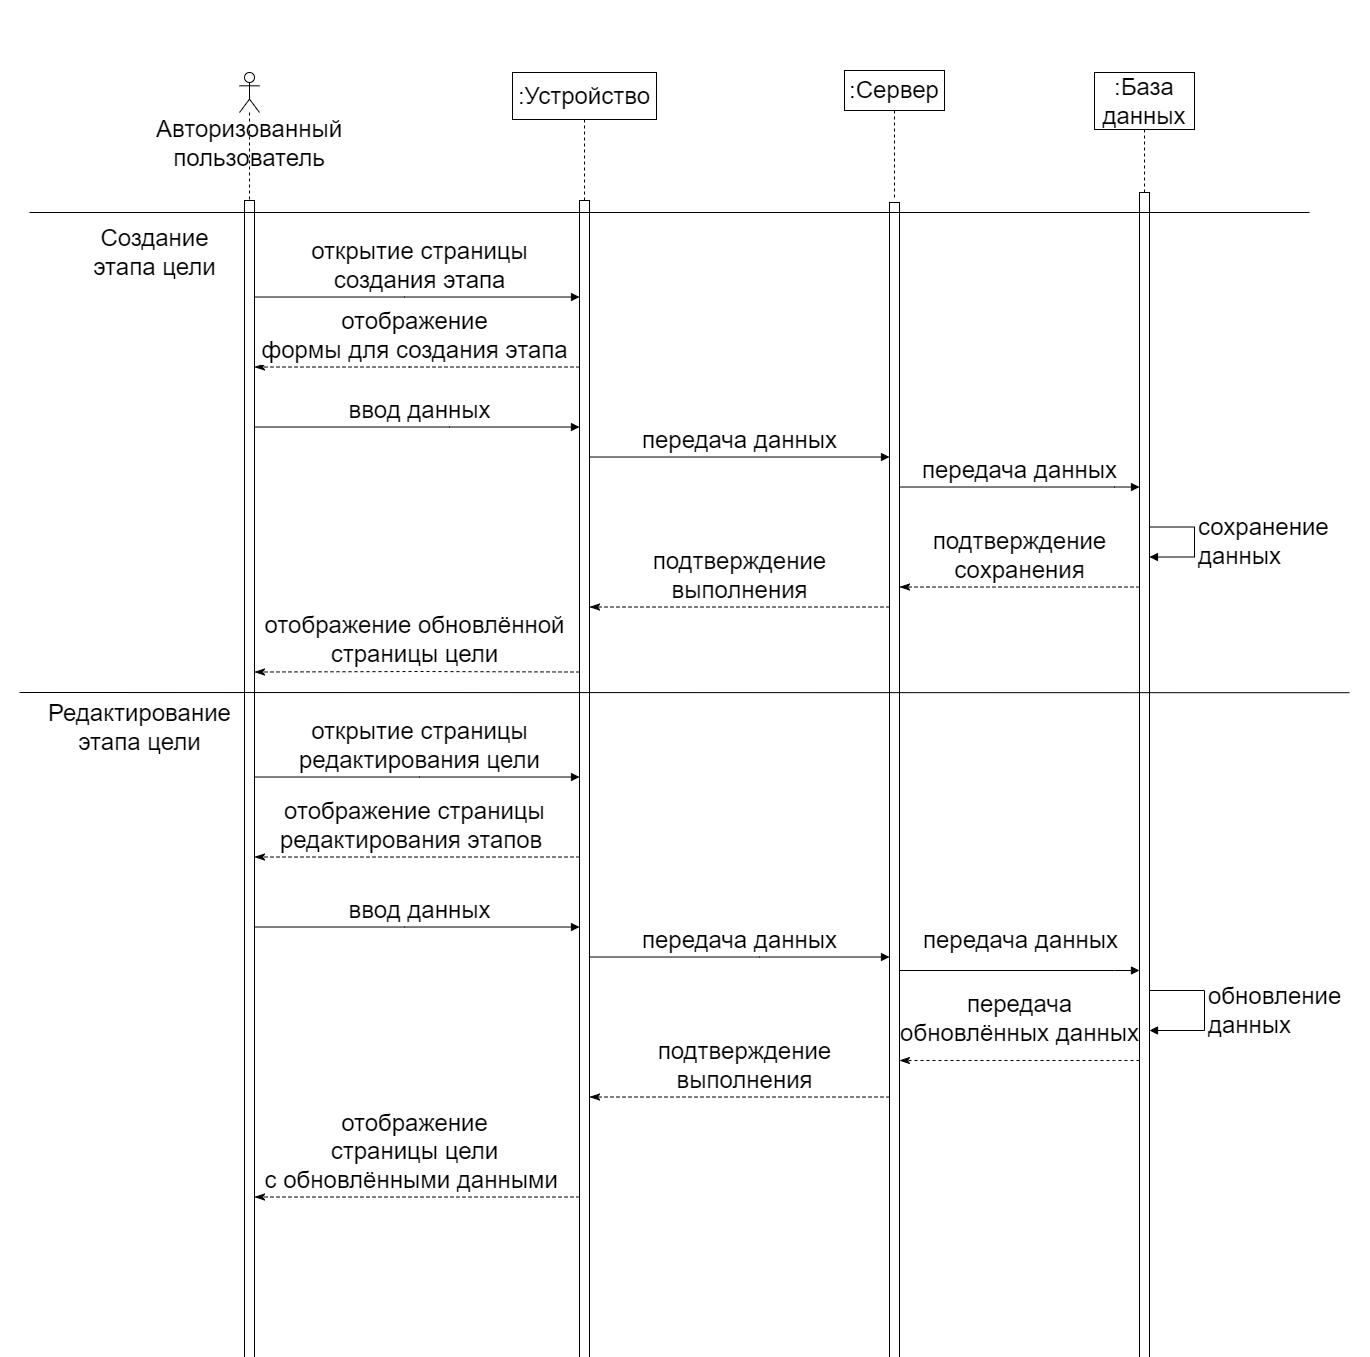 Авторизованный
пользователь
:Устройство
:Сервер
:База
данных
Создание
этапа цели
открытие страницы
создания этапа
отображение
формы для создания этапа
ввод данных
передача данных
передача данных
сохранение
данных
подтверждение
сохранения
подтверждение
выполнения
отображение обновлённой
страницы цели
Редактирование
этапа цели
открытие страницы
редактирования цели
отображение страницы
редактирования этапов
ввод данных
передача данных
передача данных
обновление
данных
передача
обновлённых данных
подтверждение
выполнения
отображение
страницы цели
с обновлёнными данными